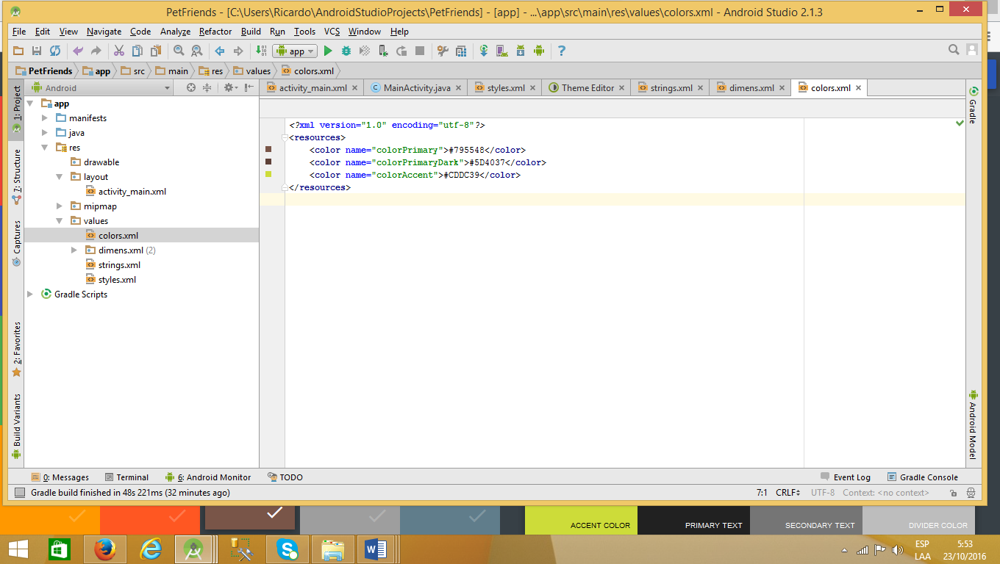 PetFriends - [C:\Users\Ricardo\AndroidStudioProjects\PetFriends] - [app] - ...\app\src\main\res\values\colors.xml - Android Studio 2.1.3
File Edit View Navigate Code Analyze Refactor Build Run Tools VCS Window Help
app
PetFriends app src main res values colors.xml
Android
activity_main.xml MainActivity.java styles.xml Theme Editor strings.xml dimens.xml colors.xml
1: Project
7: Structure
Captures
2: Favorites
Build Variants
app
manifests
java
res
drawable
layout
activity_main.xml
mipmap
values
colors.xml
dimens.xml (2)
strings.xml
styles.xml
Gradle Scripts
<?xml version="1.0" encoding="utf-8"?>
<resources>
<color name="colorPrimary">#795548</color>
<color name="colorPrimaryDark">#5D4037</color>
<color name="colorAccent">#CDDC39</color>
</resources>
Gradle
Android Model
0: Messages Terminal 6: Android Monitor TODO Event Log Gradle Console
Gradle build finished in 48s 221ms (32 minutes ago) 7:1 CRLF UTF-8 Context: <no context>
ACCENT COLOR PRIMARY TEXT SECONDARY TEXT DIVIDER COLOR
ESP
LAA
5:53
23/10/2016